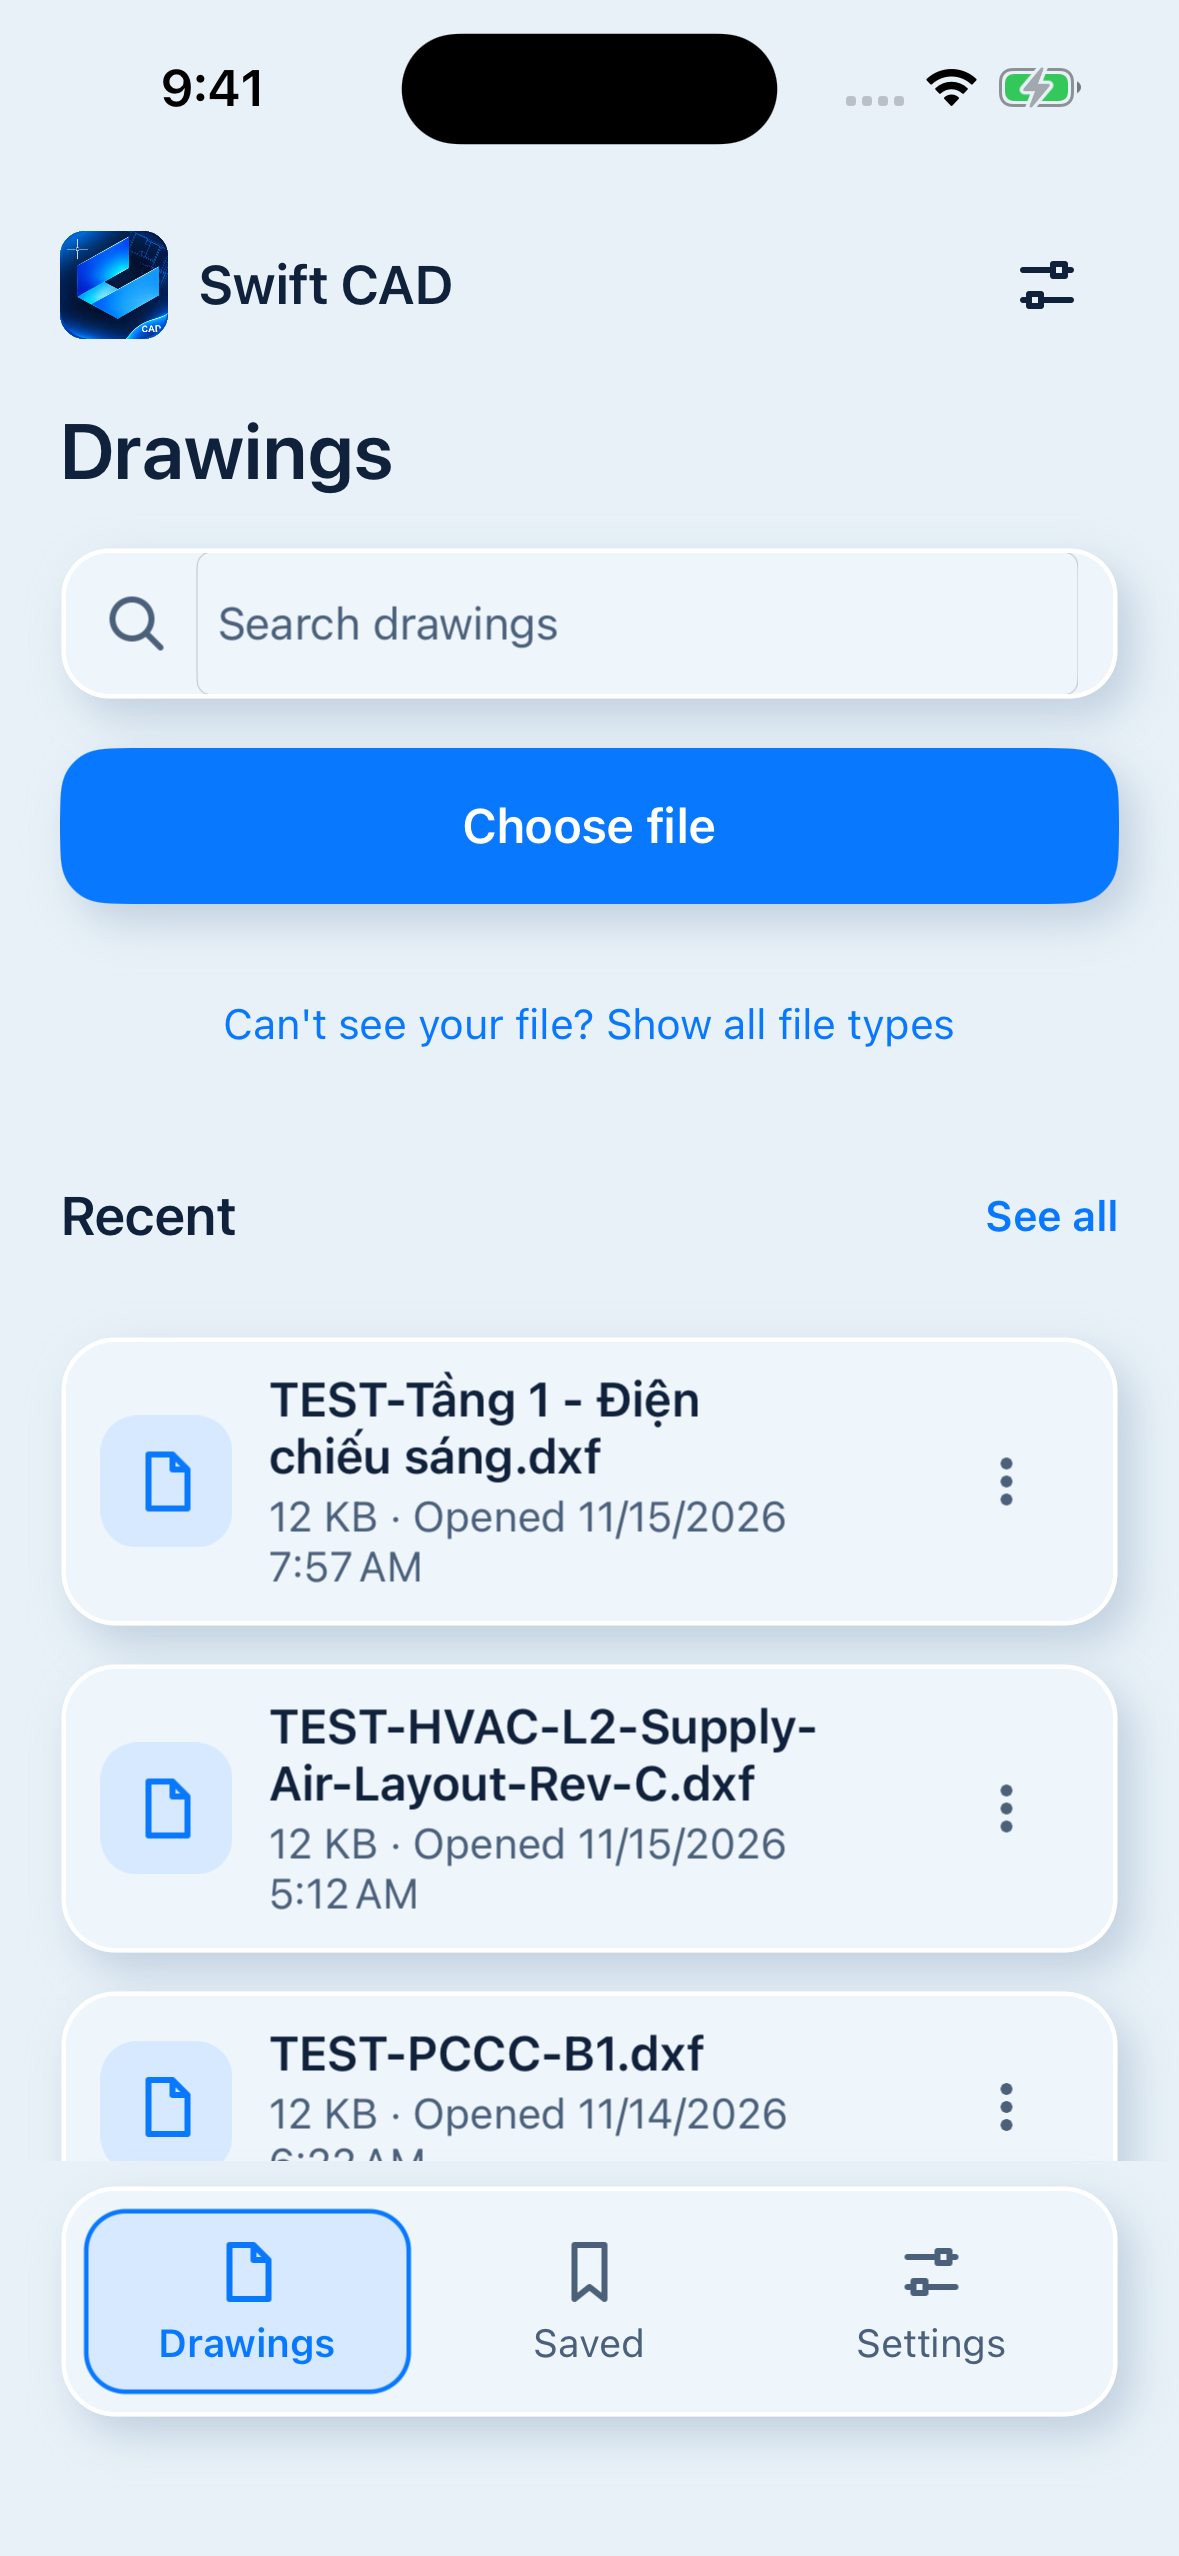 9:41
CAD
Swift CAD
Drawings
Search drawings
Choose file
Can't see your file? Show all file types
Recent
See all
TEST-Tầng 1 - Điện
chiếu sáng.dxf
12 KB · Opened 11/15/2026
7:57 AM
TEST-HVAC-L2-Supply-
Air-Layout-Rev-C.dxf
12 KB · Opened 11/15/2026
5:12 AM
TEST-PCCC-B1.dxf
12 KB · Opened 11/14/2026
Drawings
Saved
Settings